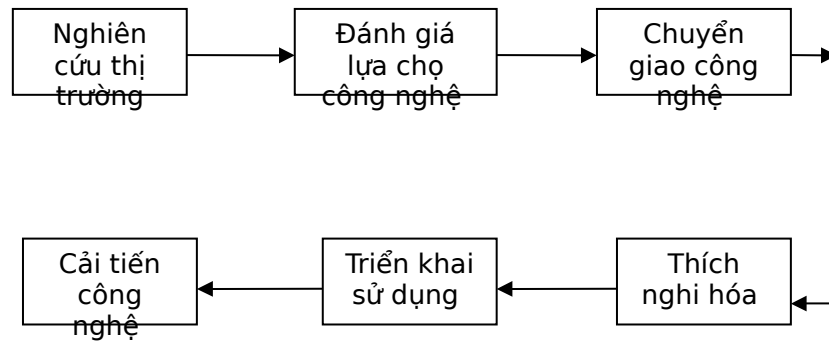 Nghiên
cứu thị
trường
Đánh giá
lựa chọ
công nghệ
Chuyển
giao công
nghệ
Thích
nghi hóa
Triển khai
sử dụng
Cải tiến
công
nghệ